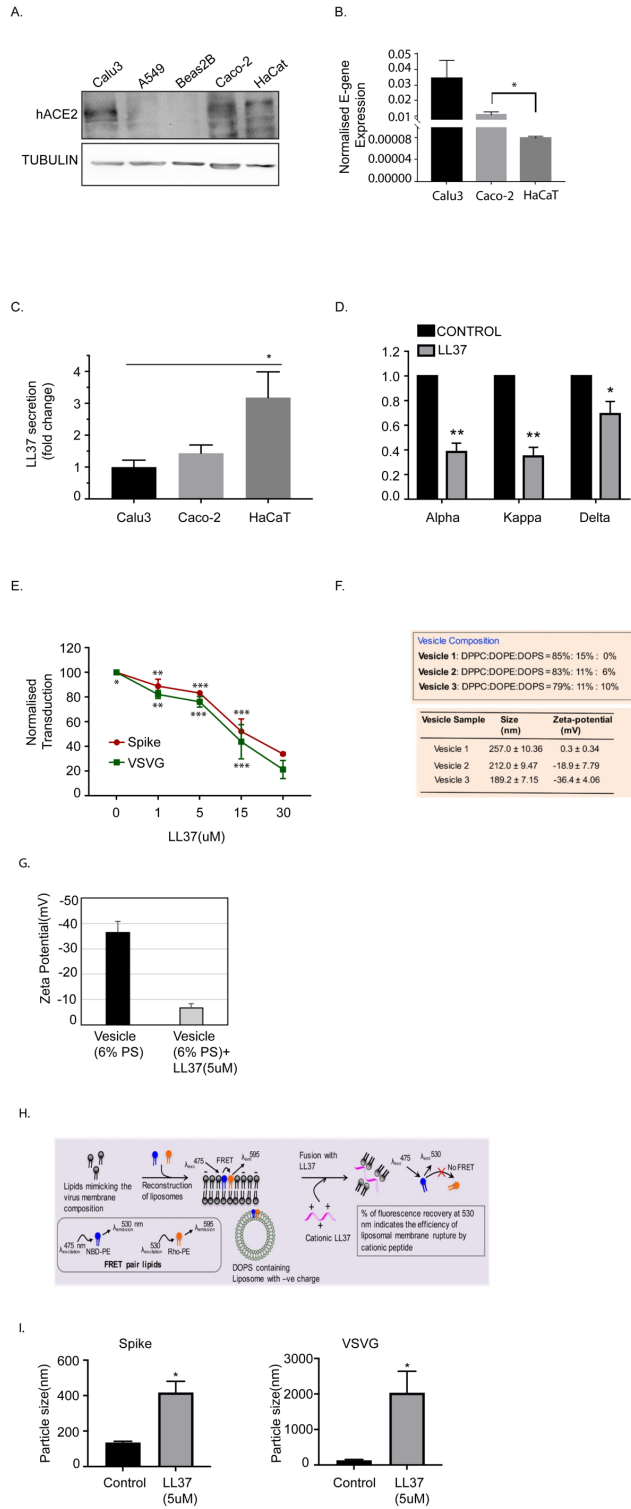 A.
Calu3
A549
Beas2B
Caco-2
HaCat
hACE2
TUBULIN
B.
Normalised E-gene
Expression
0.05
0.04
0.03
0.02
0.01
0.00008
0.00004
0.00000
*
Calu3
Caco-2
HaCaT
C.
LL37 secretion
(fold change)
4
3
2
1
0
*
Calu3
Caco-2
HaCaT
D.
CONTROL
LL37
1.2
1.0
0.8
0.6
0.4
0.2
0.0
**
**
*
Alpha
Kappa
Delta
E.
Normalised
Transduction
120
100
80
60
40
20
0
*
**
**
***
***
***
***
Spike
VSVG
0
1
5
15
30
LL37(uM)
F.
Vesicle Composition
Vesicle 1: DPPC:DOPE:DOPS = 85%: 15% : 0%
Vesicle 2: DPPC:DOPE:DOPS = 83%: 11% : 6%
Vesicle 3: DPPC:DOPE:DOPS = 79%: 11% : 10%
Vesicle Sample Size (nm) Zeta-potential (mV)
Vesicle 1 257.0 ± 10.36 0.3 ± 0.34
Vesicle 2 212.0 ± 9.47 -18.9 ± 7.79
Vesicle 3 189.2 ± 7.15 -36.4 ± 4.06
G.
Zeta Potential(mV)
-50
-40
-30
-20
-10
0
Vesicle
(6% PS)
Vesicle
(6% PS)+
LL37(5uM)
H.
Lipids mimicking the
virus membrane
composition
Reconstruction
of liposomes
λexci. 475
FRET
λemi. 595
Fusion with
LL37
+ + + +
Cationic LL37
λexci. 475
λemi. 530
No FRET
% of fluorescence recovery at 530
nm indicates the efficiency of
liposomal membrane rupture by
cationic peptide
475 nm
λexcitation
NBD-PE
530 nm
λemission
530
λexcitation
Rho-PE
595
λemission
FRET pair lipids
DOPS containing
Liposome with –ve charge
I.
Spike
Particle size(nm)
600
400
200
0
*
Control
LL37
(5uM)
VSVG
Particle size(nm)
3000
2000
1000
0
*
Control
LL37
(5uM)